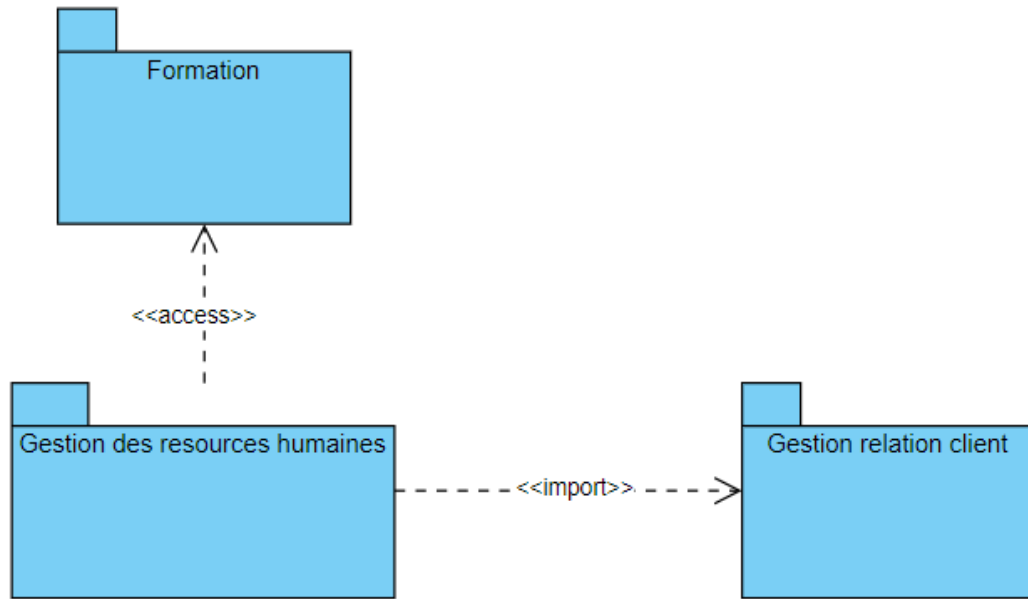 Formation
<<access>>
Gestion des resources humaines
Gestion relation client
<<import>>